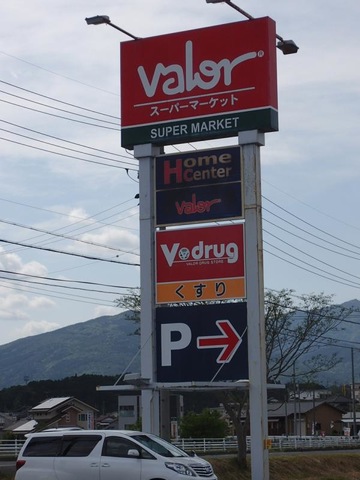 valor®
スーパーマーケット
SUPER MARKET
Home
Center
valor
V•drug
VALOR DRUG STORE
くすり
P